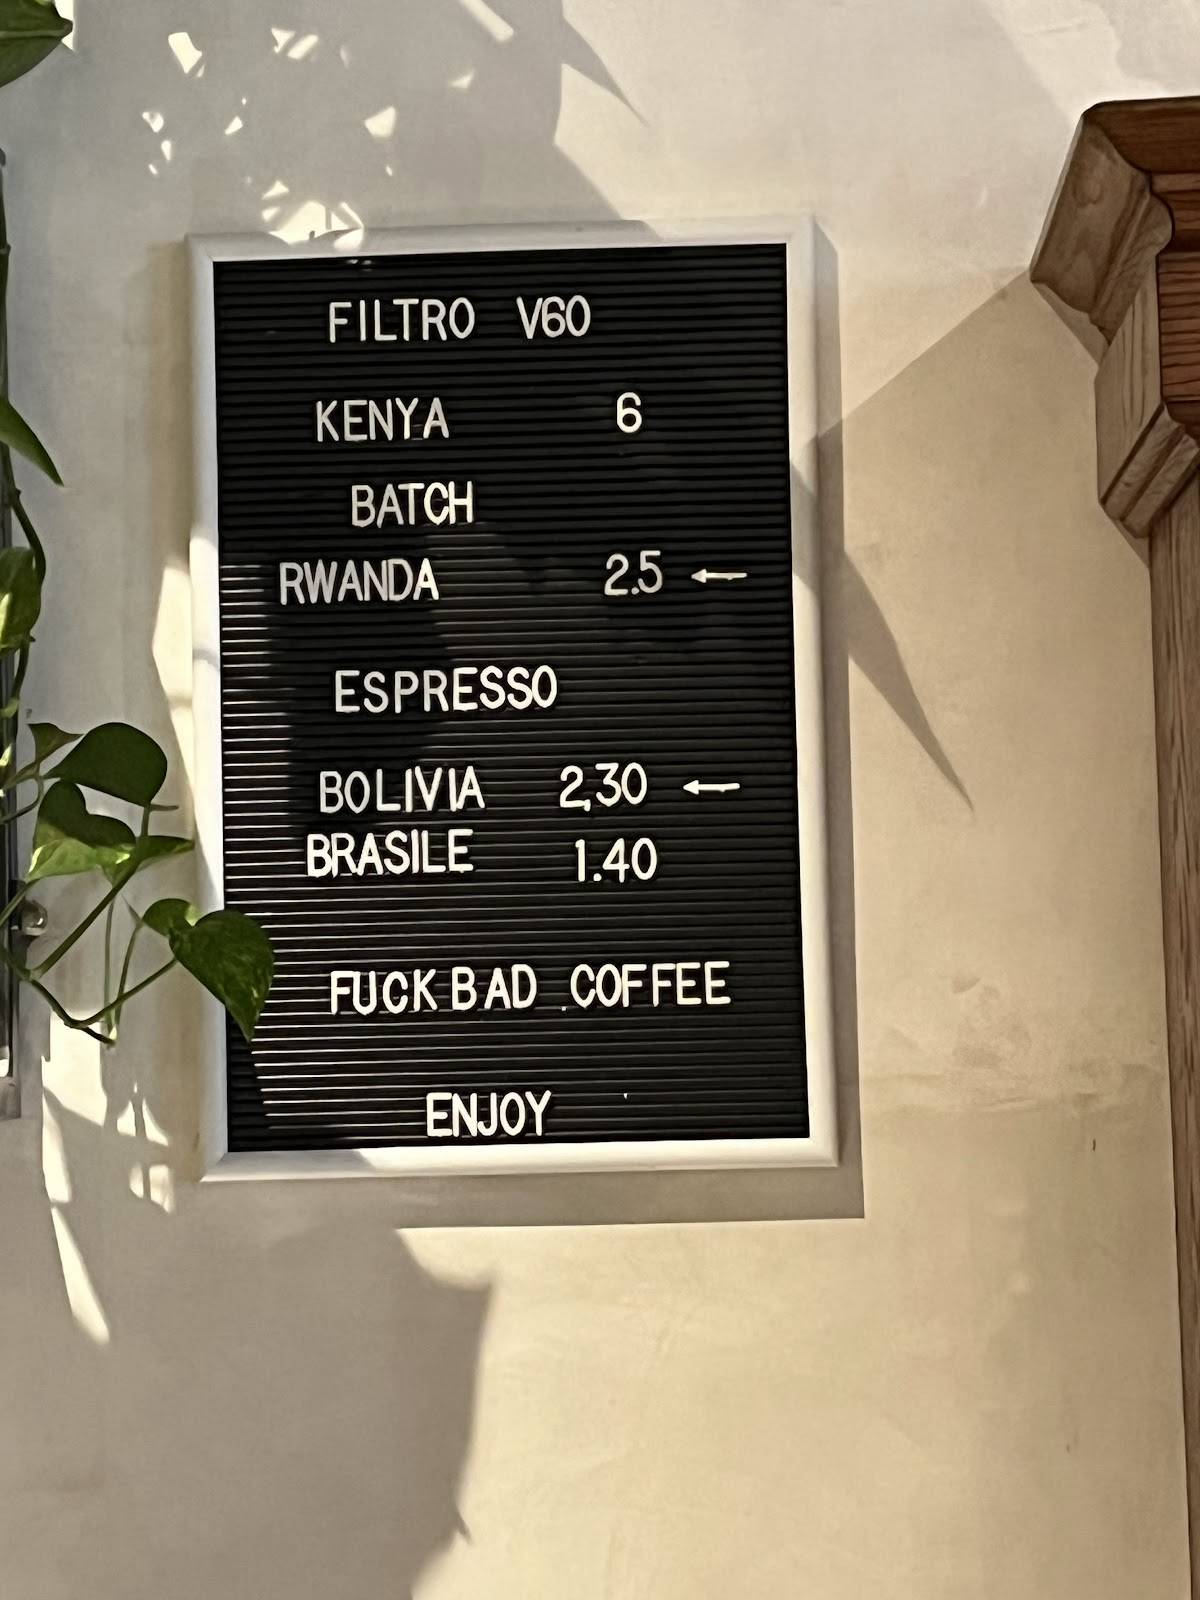 FILTRO V60
KENYA 6
BATCH
RWANDA 2.5 ←
ESPRESSO
BOLIVIA 2,30 ←
BRASILE 1.40
FUCK BAD .COFFEE
ENJOY